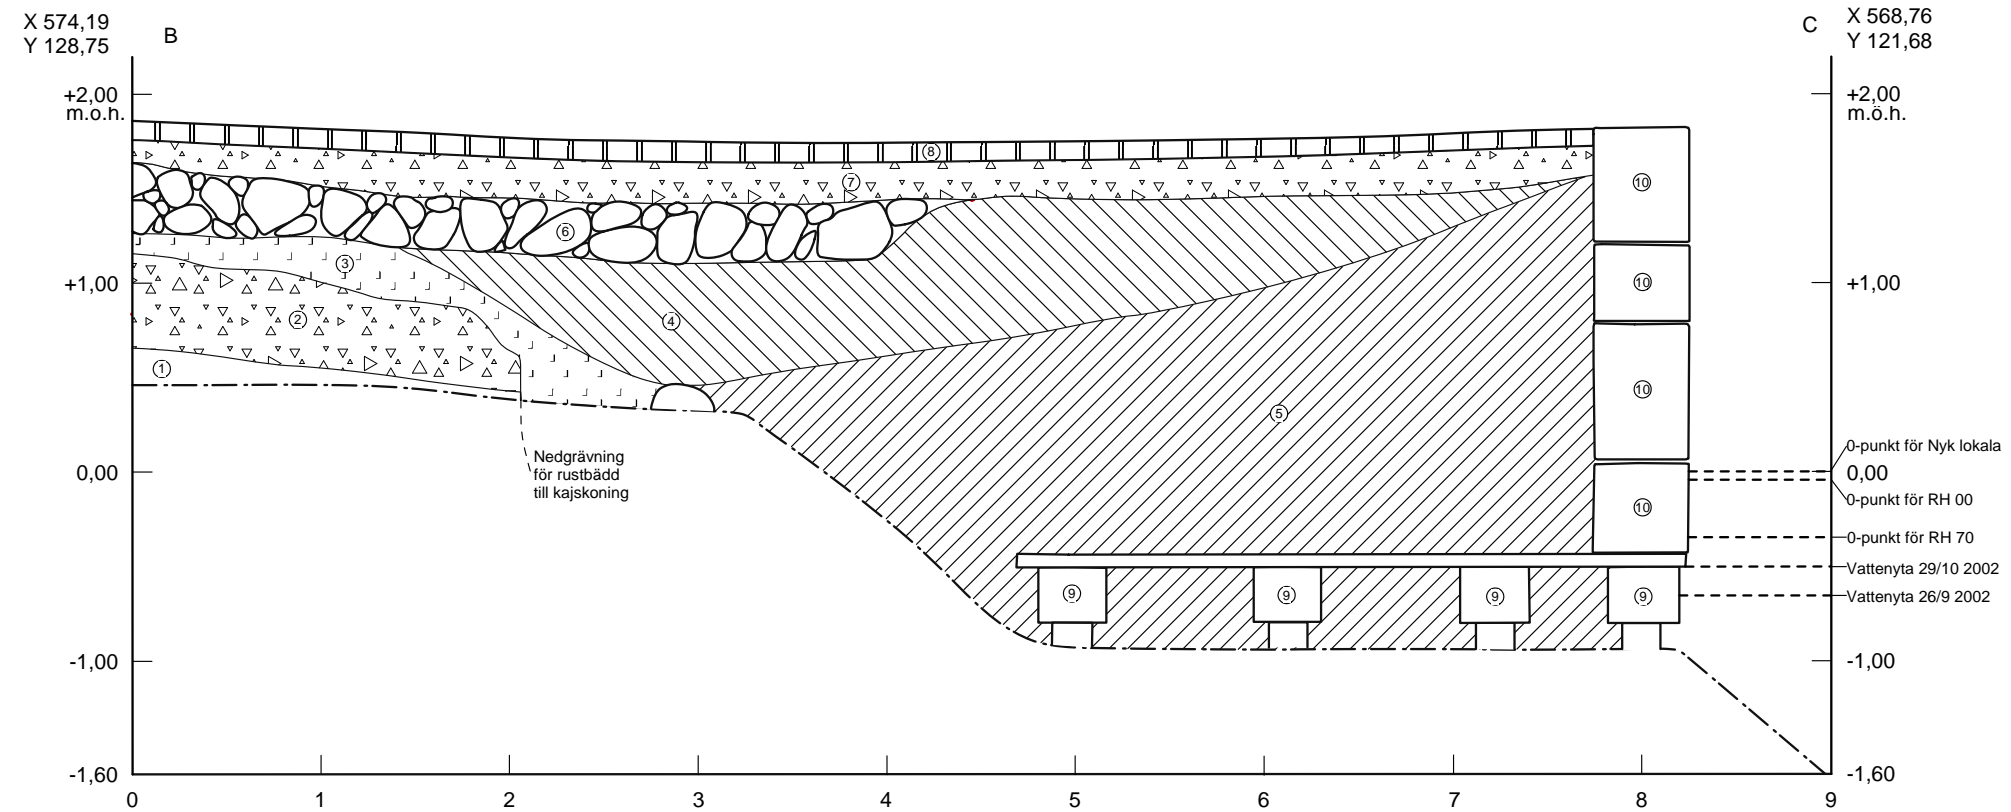 X 574,19
Y 128,75
B
C
X 568,76
Y 121,68
+2,00
m.o.h.
+2,00
m.ö.h.
8
7
10
6
3
+1,00
10
+1,00
4
2
1
10
5
Nedgrävning
för rustbädd
till kajskoning
0-punkt för Nyk lokala
0,00
0,00
0-punkt för RH 00
10
0-punkt för RH 70
Vattenyta 29/10 2002
9
9
9
9
Vattenyta 26/9 2002
-1,00
-1,00
-1,60
-1,60
0 1 2 3 4 5 6 7 8 9